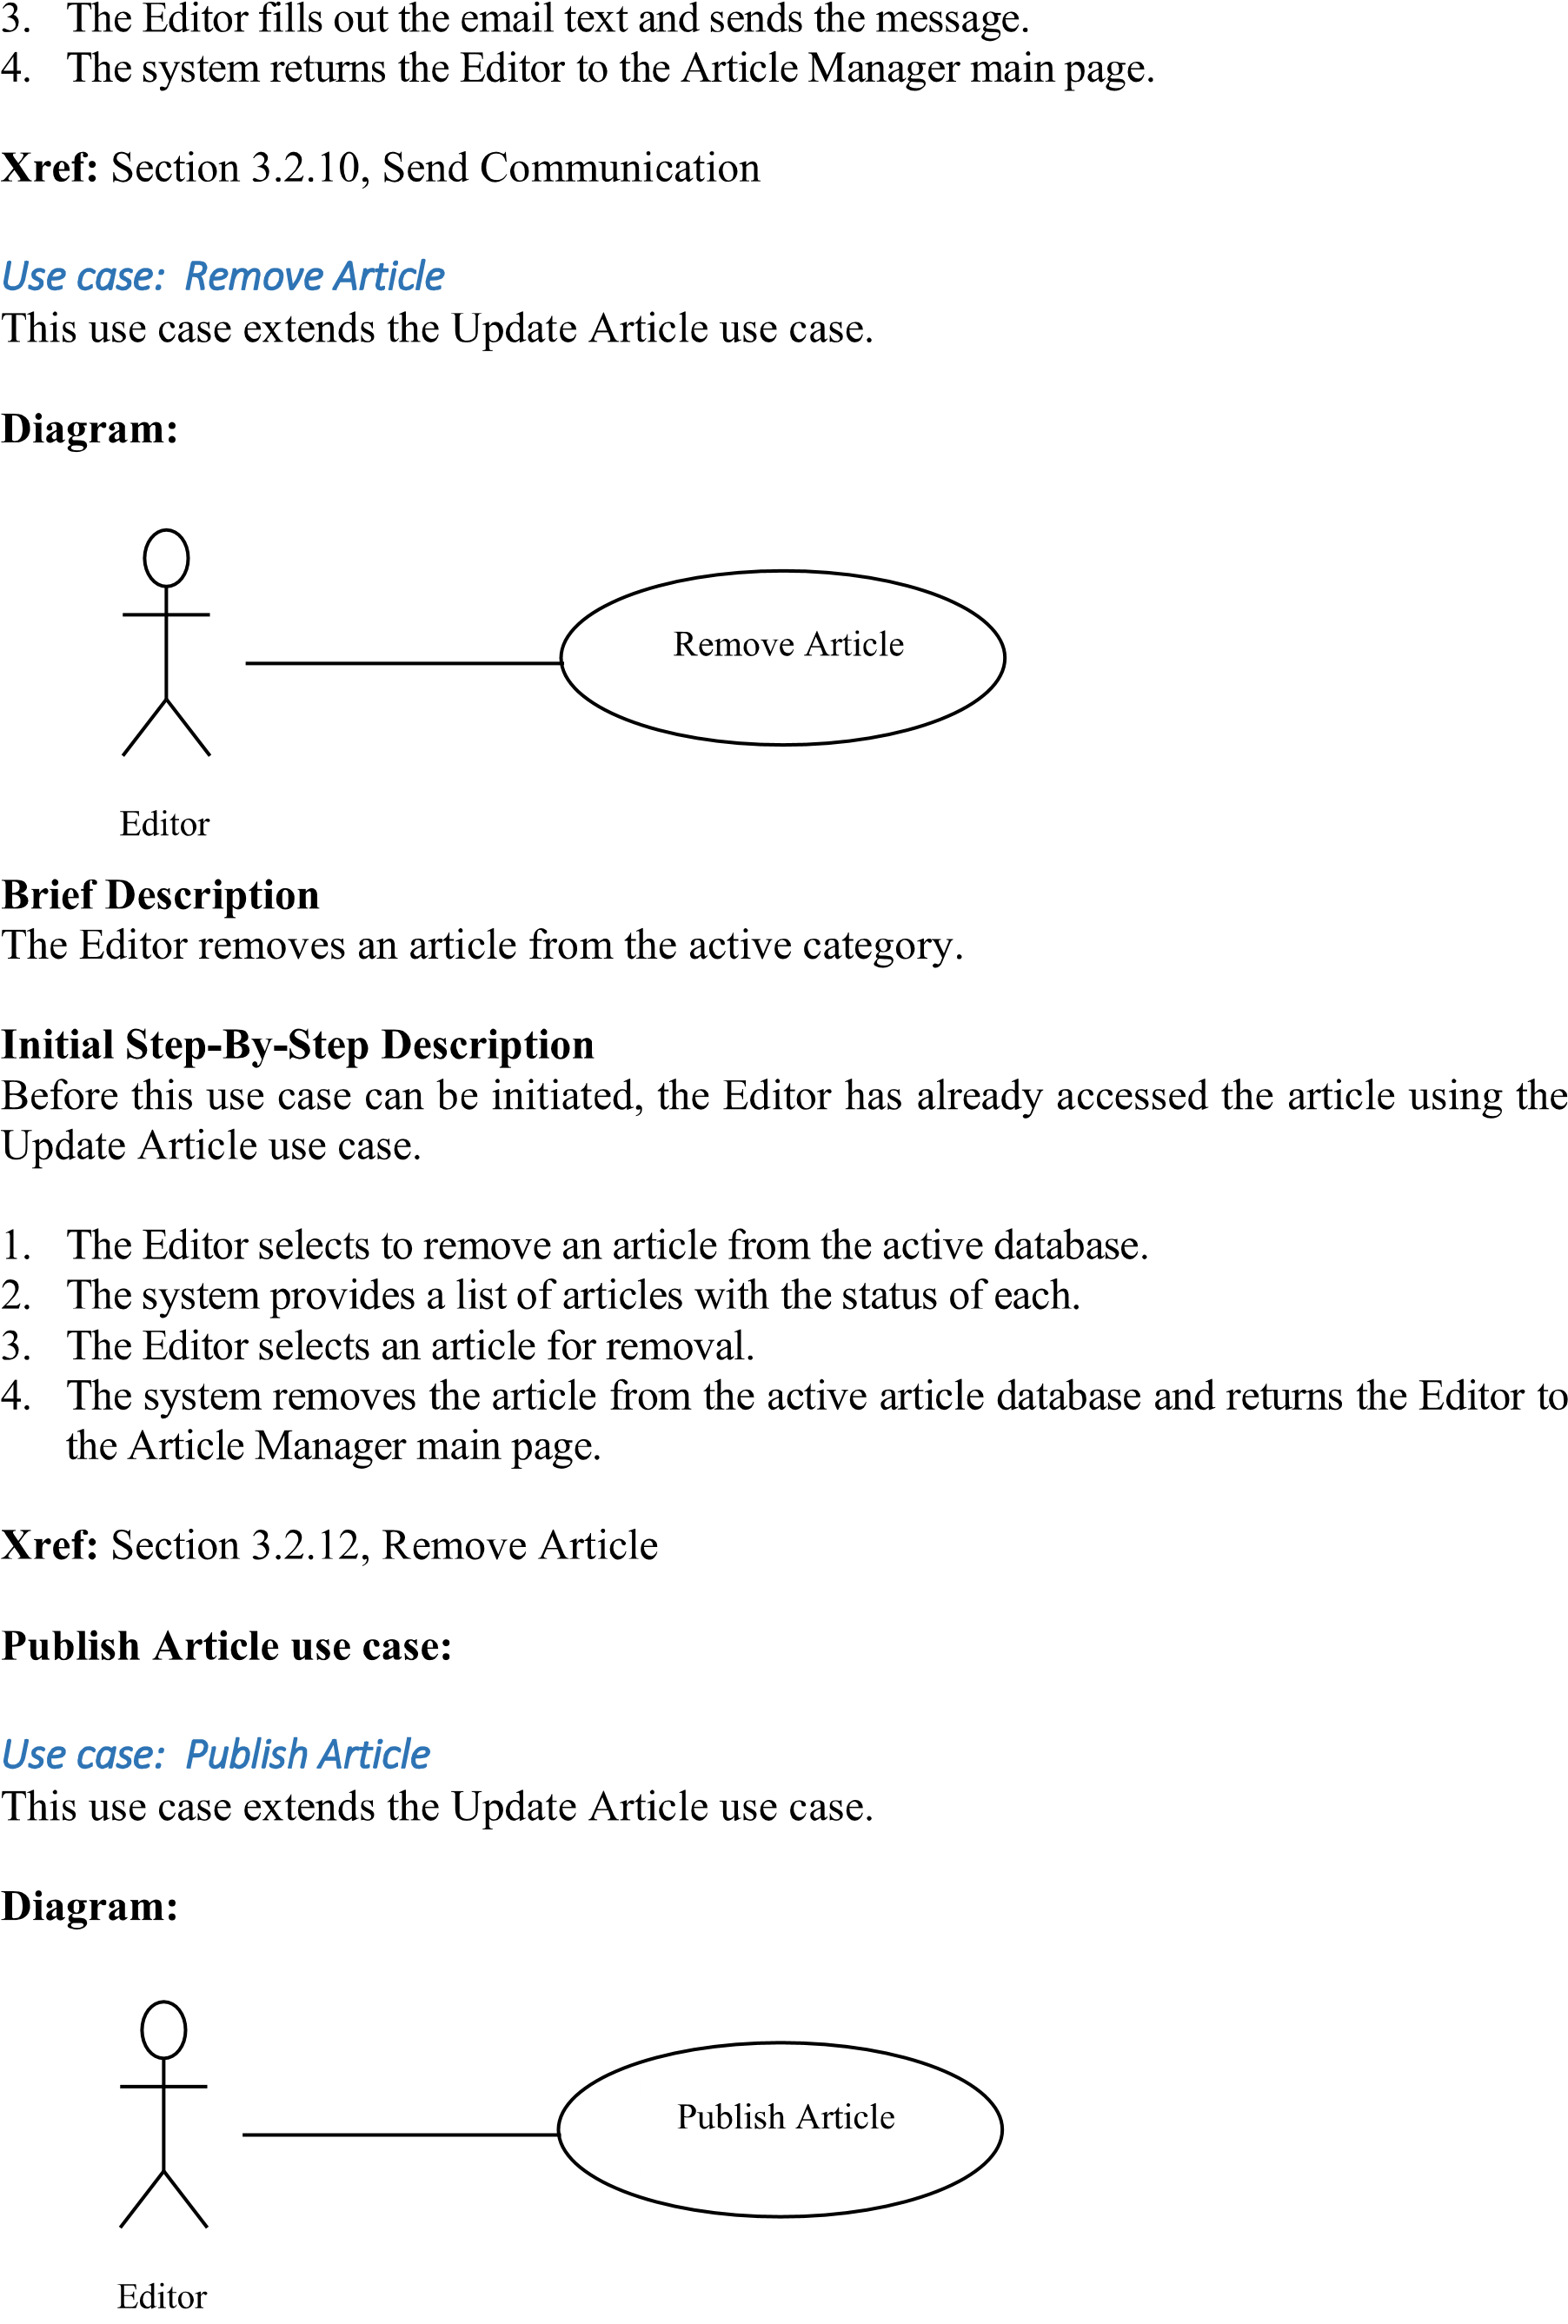 3. The Editor fills out the email text and sends the message.
4. The system returns the Editor to the Article Manager main page.
Xref: Section 3.2.10, Send Communication
Use case: Remove Article
This use case extends the Update Article use case.
Diagram:
Remove Article
Editor
Brief Description
The Editor removes an article from the active category.
Initial Step-By-Step Description
Before this use case can be initiated, the Editor has already accessed the article using the
Update Article use case.
1. The Editor selects to remove an article from the active database.
2. The system provides a list of articles with the status of each.
3. The Editor selects an article for removal.
4. The system removes the article from the active article database and returns the Editor to
the Article Manager main page.
Xref: Section 3.2.12, Remove Article
Publish Article use case:
Use case: Publish Article
This use case extends the Update Article use case.
Diagram:
Publish Article
Editor